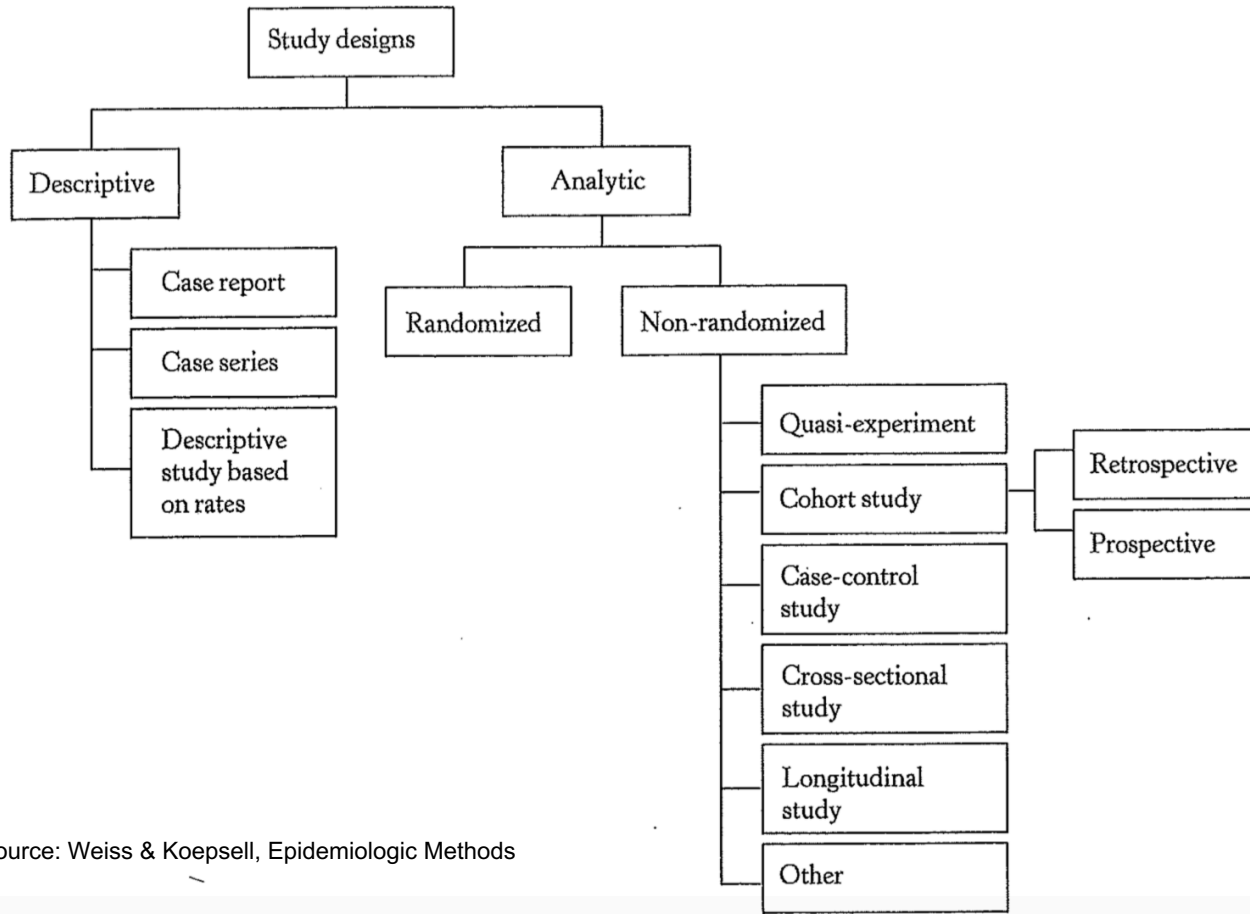 Study designs
Descriptive
Analytic
Case report
Case series
Descriptive
study based
on rates
Randomized
Non-randomized
Quasi-experiment
Cohort study
Case-control
study
Cross-sectional
study
Longitudinal
study
Other
Retrospective
Prospective
ource: Weiss & Koepsell, Epidemiologic Methods